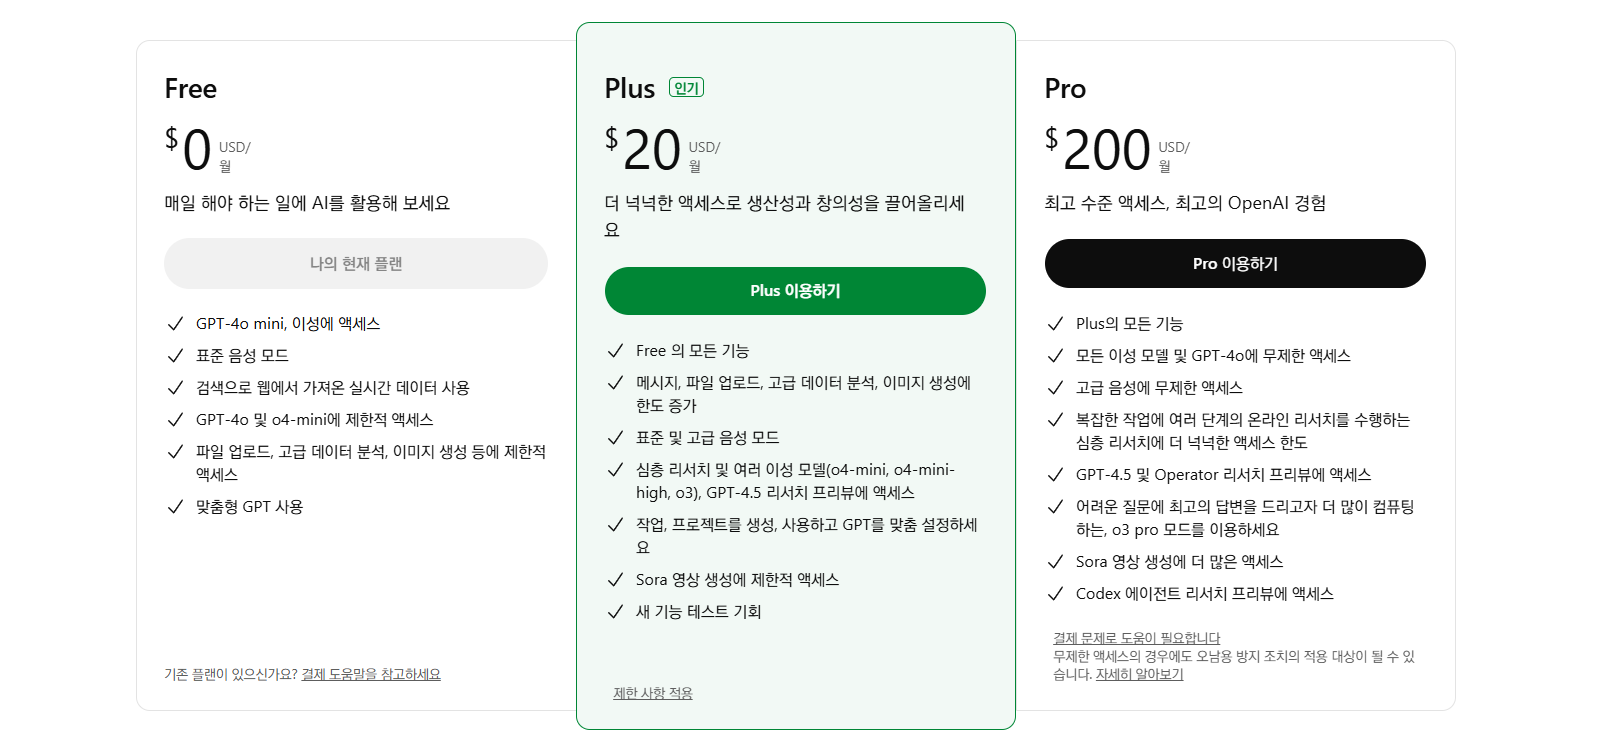 Free
$0 USD/
월
매일 해야 하는 일에 AI를 활용해 보세요
나의 현재 플랜
GPT-4o mini, 이성에 액세스
표준 음성 모드
검색으로 웹에서 가져온 실시간 데이터 사용
GPT-4o 및 o4-mini에 제한적 액세스
파일 업로드, 고급 데이터 분석, 이미지 생성 등에 제한적
액세스
맞춤형 GPT 사용
기존 플랜이 있으신가요? 결제 도움말을 참고하세요
Plus 인기
$20 USD/
월
더 넉넉한 액세스로 생산성과 창의성을 끌어올리세
요
Plus 이용하기
Free 의 모든 기능
메시지, 파일 업로드, 고급 데이터 분석, 이미지 생성에
한도 증가
표준 및 고급 음성 모드
심층 리서치 및 여러 이성 모델(o4-mini, o4-mini-
high, o3), GPT-4.5 리서치 프리뷰에 액세스
작업, 프로젝트를 생성, 사용하고 GPT를 맞춤 설정하세
요
Sora 영상 생성에 제한적 액세스
새 기능 테스트 기회
제한 사항 적용
Pro
$200 USD/
월
최고 수준 액세스, 최고의 OpenAI 경험
Pro 이용하기
Plus의 모든 기능
모든 이성 모델 및 GPT-4o에 무제한 액세스
고급 음성에 무제한 액세스
복잡한 작업에 여러 단계의 온라인 리서치를 수행하는
심층 리서치에 더 넉넉한 액세스 한도
GPT-4.5 및 Operator 리서치 프리뷰에 액세스
어려운 질문에 최고의 답변을 드리고자 더 많이 컴퓨팅
하는, o3 pro 모드를 이용하세요
Sora 영상 생성에 더 많은 액세스
Codex 에이전트 리서치 프리뷰에 액세스
결제 문제로 도움이 필요합니다
무제한 액세스의 경우에도 오남용 방지 조치의 적용 대상이 될 수 있
습니다. 자세히 알아보기